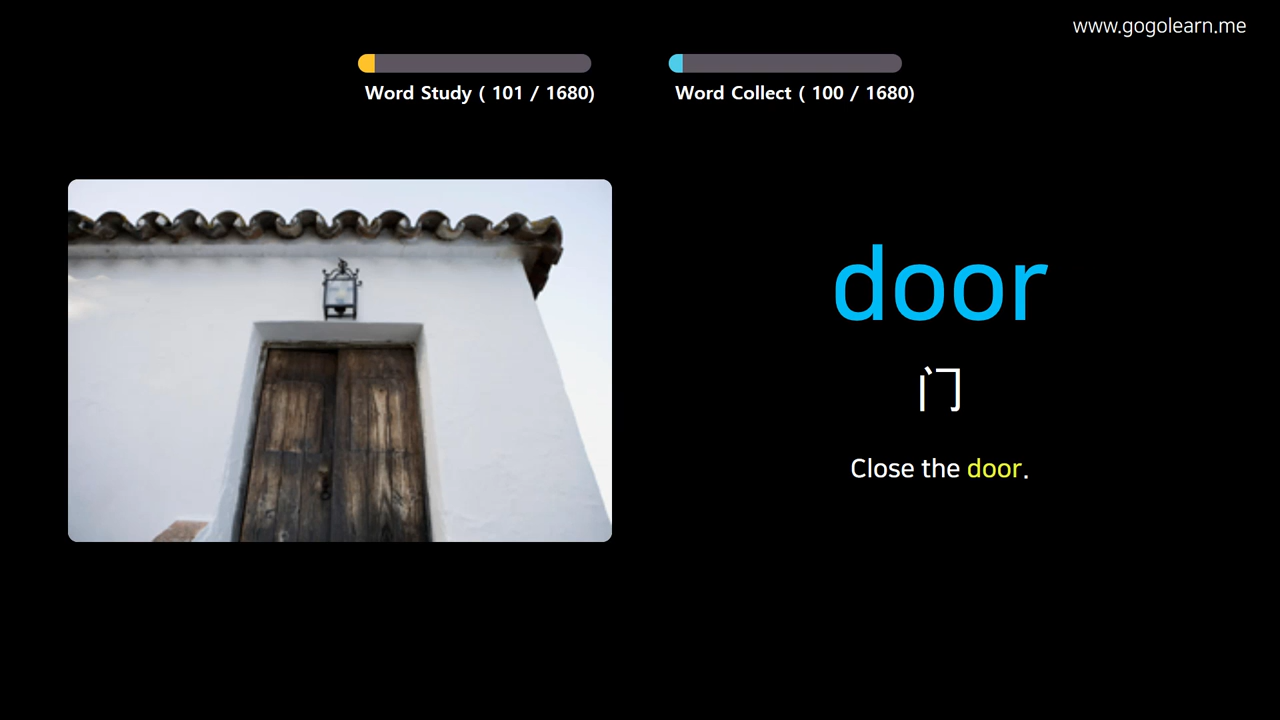 www.gogolearn.me
Word Study ( 101 / 1680)
Word Collect ( 100 / 1680)
door
门
Close the door.